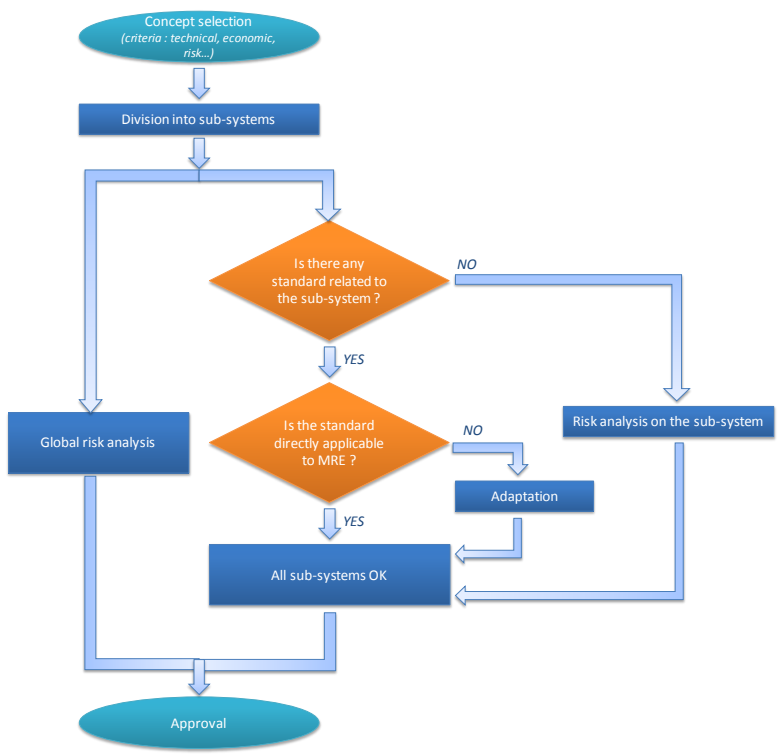 Concept selection
(criteria : technical, economic,
risk...)
Division into sub-systems
Is there any
standard related to
the sub-system ?
NO
YES
Global risk analysis
Is the standard
directly applicable
to MRE ?
NO
Risk analysis on the sub-system
Adaptation
YES
All sub-systems OK
Approval